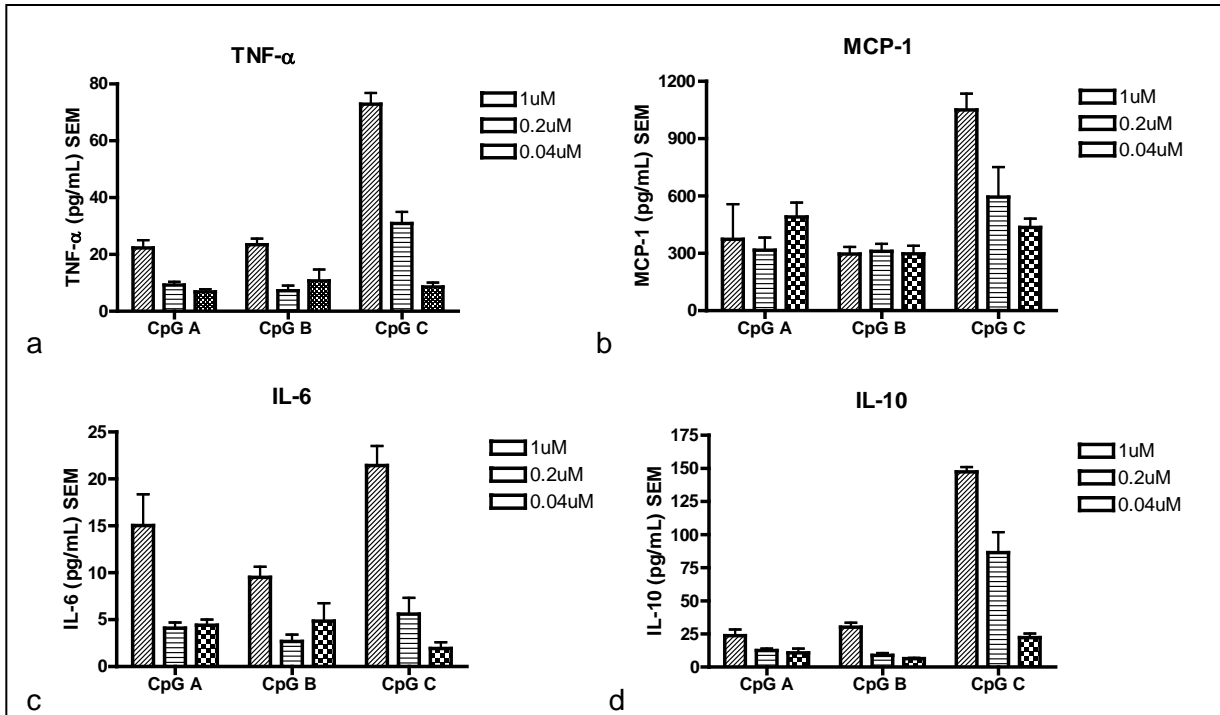 TNF-α
TNF-α (pg/mL) SEM
80
60
40
20
0
CpG A
CpG B
CpG C
1uM
0.2uM
0.04uM
a
MCP-1
MCP-1 (pg/mL) SEM
1200
900
600
300
0
CpG A
CpG B
CpG C
1uM
0.2uM
0.04uM
b
IL-6
IL-6 (pg/mL) SEM
25
20
15
10
5
0
CpG A
CpG B
CpG C
1uM
0.2uM
0.04uM
c
IL-10
IL-10 (pg/mL) SEM
175
150
125
100
75
50
25
0
CpG A
CpG B
CpG C
1uM
0.2uM
0.04uM
d